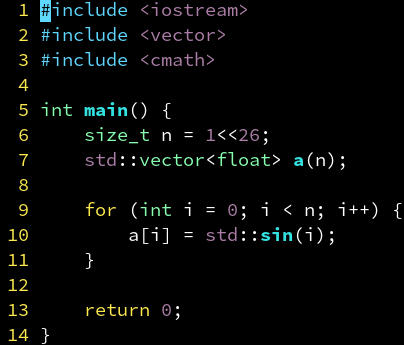 1 #include <iostream>
2 #include <vector>
3 #include <cmath>
4
5 int main() {
6     size_t n = 1<<26;
7     std::vector<float> a(n);
8
9     for (int i = 0; i < n; i++) {
10         a[i] = std::sin(i);
11     }
12
13     return 0;
14 }